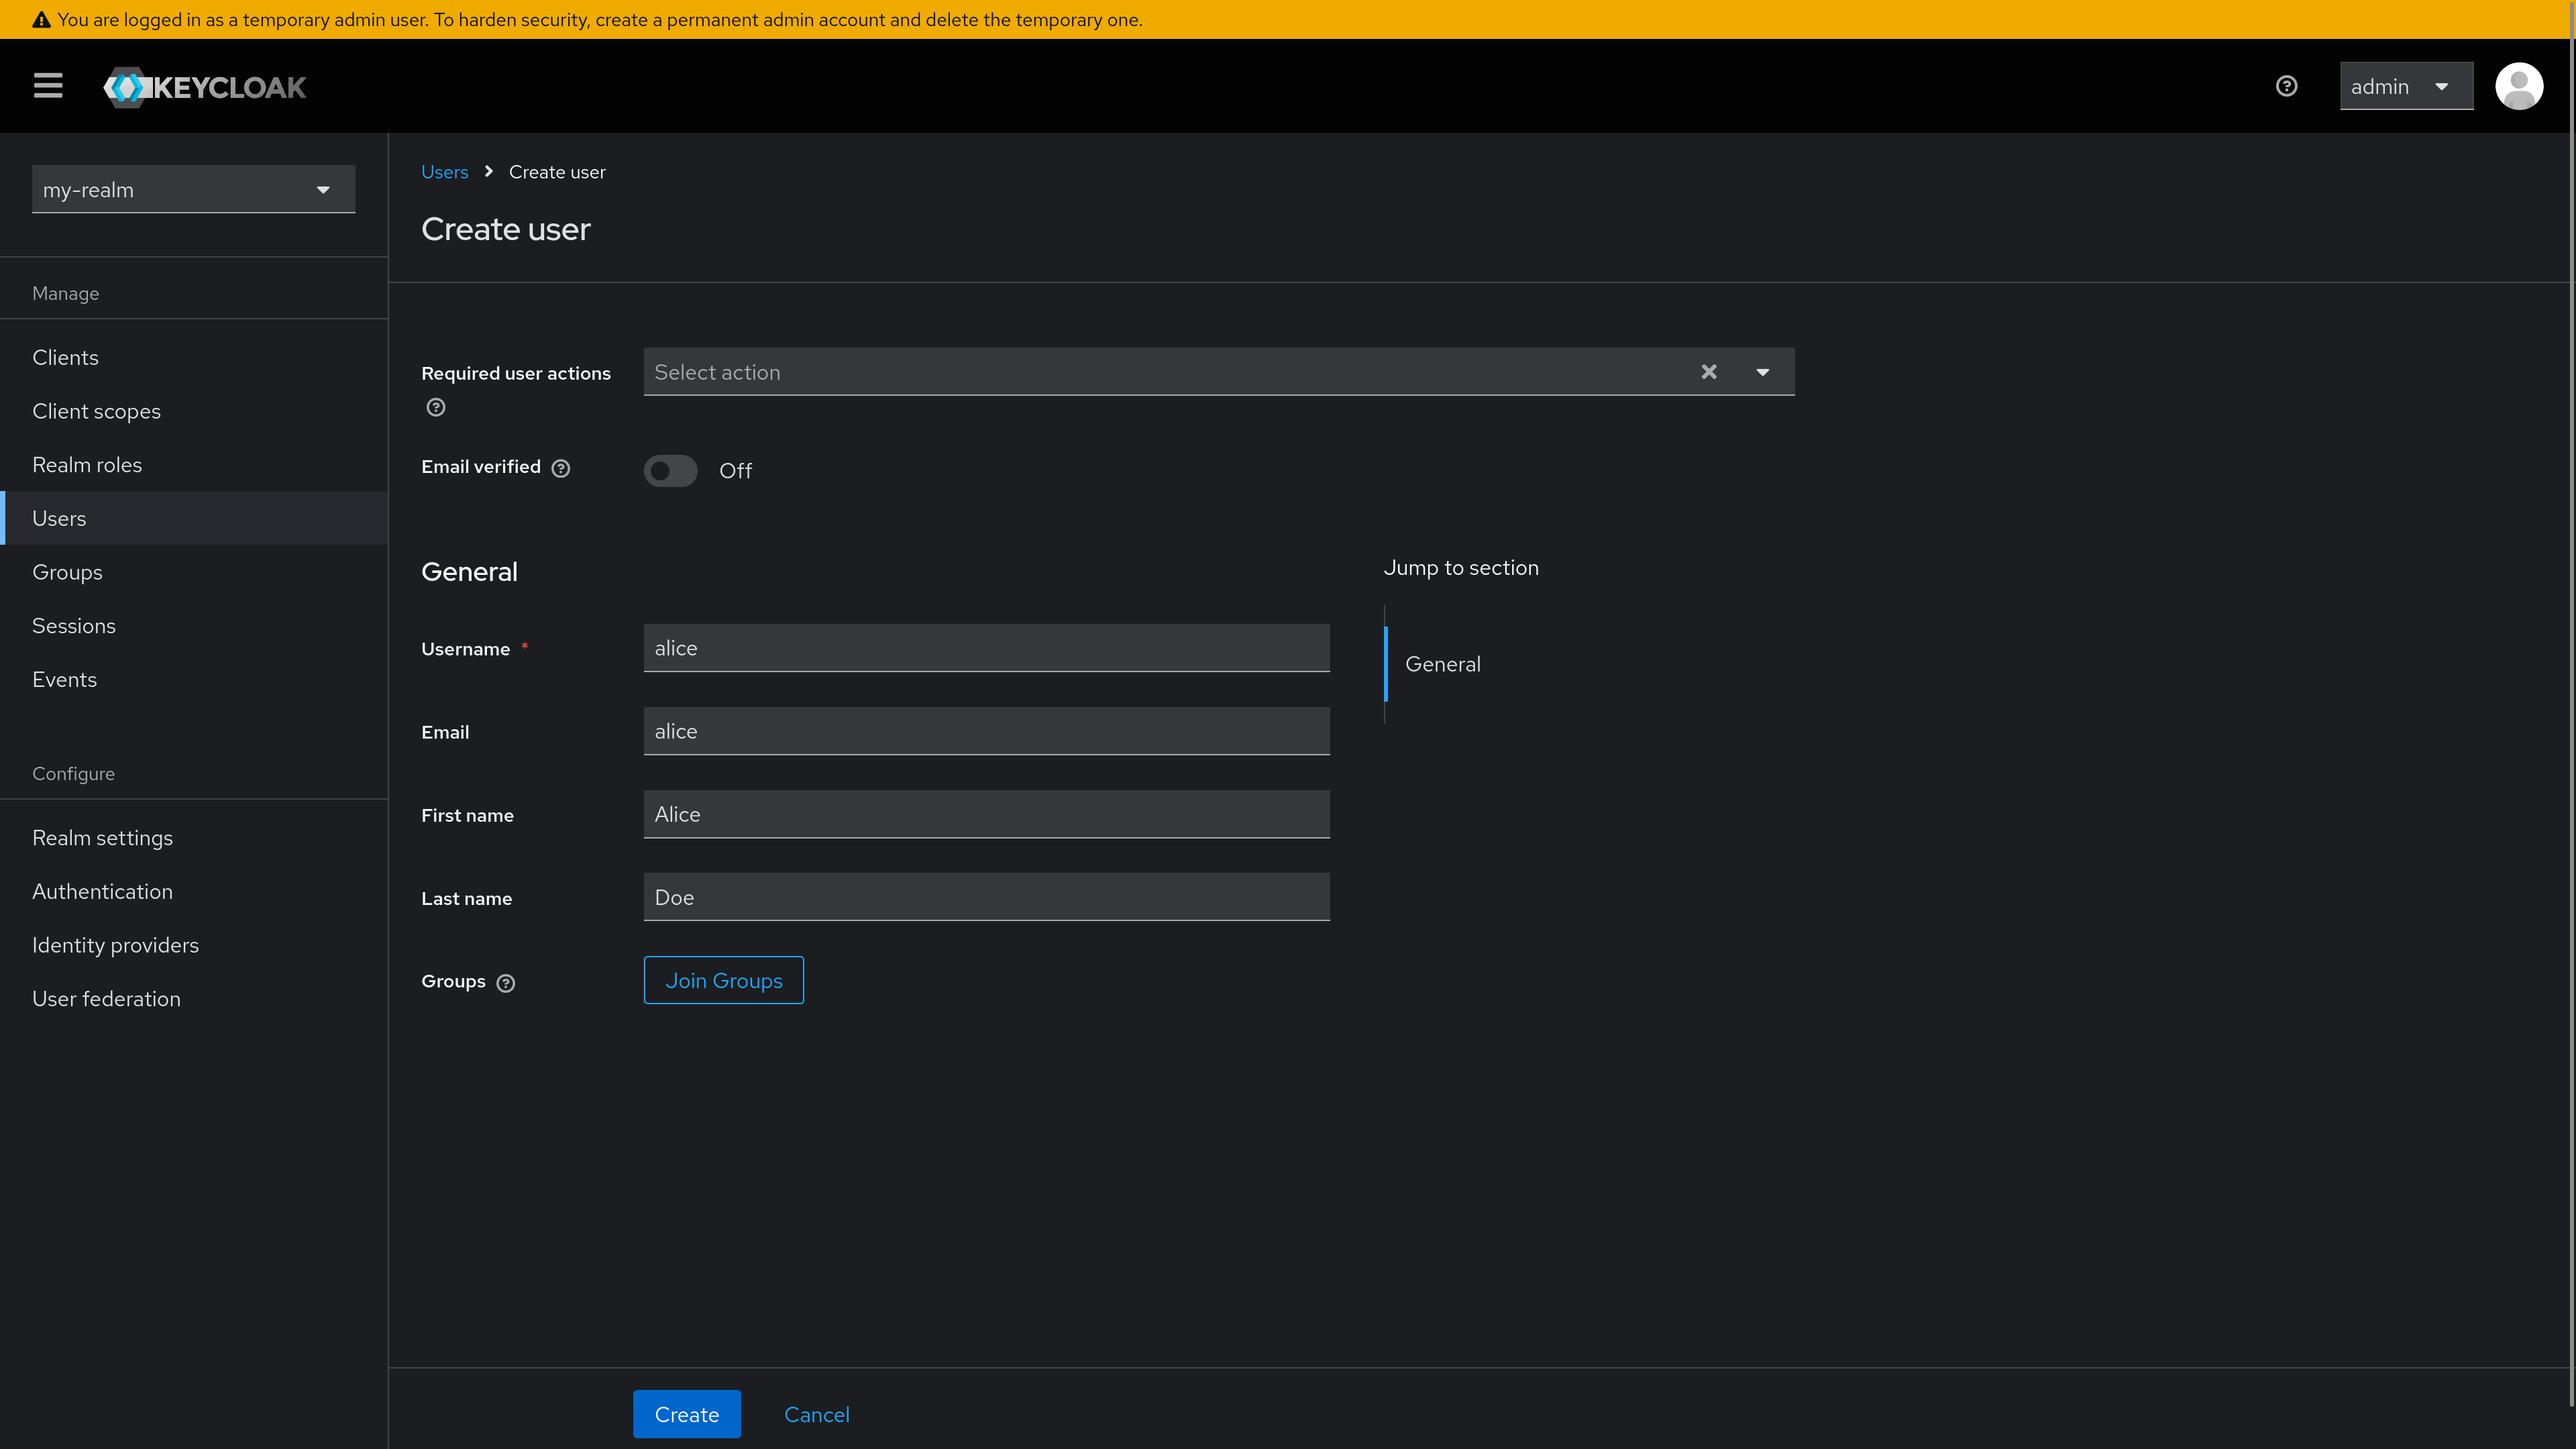 You are logged in as a temporary admin user. To harden security, create a permanent admin account and delete the temporary one.
KEYCLOAK
admin
my-realm
Manage
Clients
Client scopes
Realm roles
Users
Groups
Sessions
Events
Configure
Realm settings
Authentication
Identity providers
User federation
Users > Create user
Create user
Required user actions
Select action
Email verified
Off
General
Username *
alice
Email
alice
First name
Alice
Last name
Doe
Groups
Join Groups
Jump to section
General
Create
Cancel